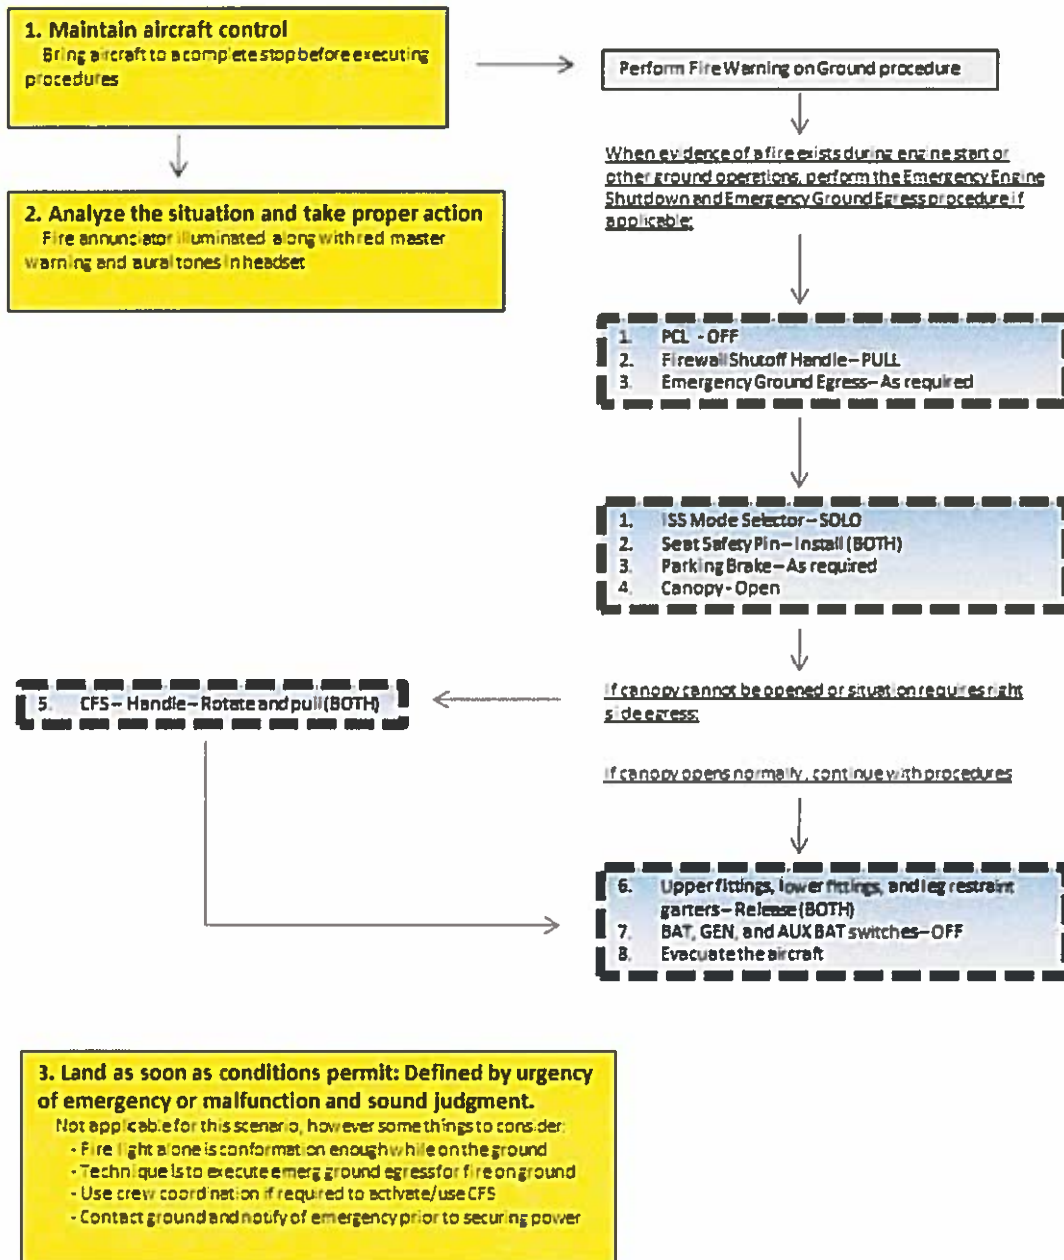 1. Maintain aircraft control
Bring aircraft to a complete stop before executing
procedures
Perform Fire Warning on Ground procedure
When evidence of a fire exists during engine start or
other ground operations, perform the Emergency Engine
Shutdown and Emergency Ground Egress procedure if
applicable:
2. Analyze the situation and take proper action
Fire annunciator illuminated along with red master
warning and aural tones in headset
1. PCL - OFF
2. Firewall Shutoff Handle – PULL
3. Emergency Ground Egress – As required
1. ISS Mode Selector – SOLO
2. Seat Safety Pin – Install (BOTH)
3. Parking Brake – As required
4. Canopy - Open
If canopy cannot be opened or situation requires right
side egress:
5. CFS – Handle – Rotate and pull (BOTH)
If canopy opens normally, continue with procedures
6. Upper fittings, lower fittings, and leg restraint
garters – Release (BOTH)
7. BAT, GEN, and AUX BAT switches – OFF
8. Evacuate the aircraft
3. Land as soon as conditions permit: Defined by urgency
of emergency or malfunction and sound judgment.
Not applicable for this scenario, however some things to consider:
- Fire light alone is conformation enough while on the ground
- Technique is to execute emerg ground egress for fire on ground
- Use crew coordination if required to activate/use CFS
- Contact ground and notify of emergency prior to securing power